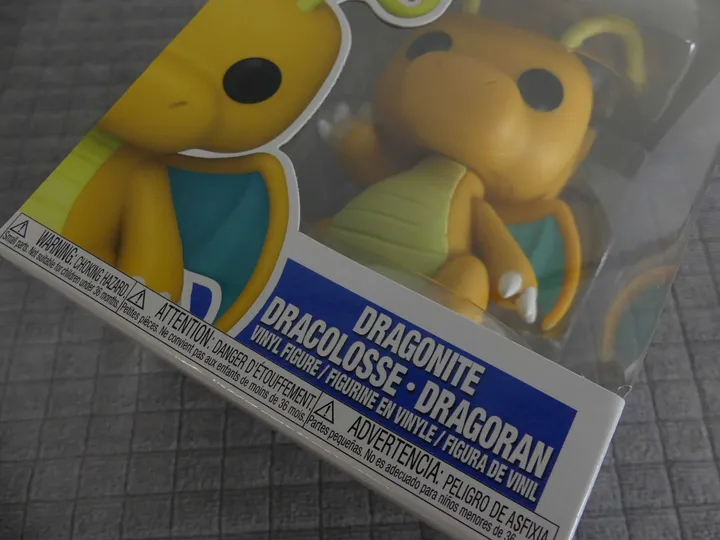 DRAGONITE
DRACOLOSSE · DRAGORAN
VINYL FIGURE / FIGURINE EN VINYLE / FIGURA DE VINIL
WARNING: CHOKING HAZARD
Small parts. Not suitable for children under 36 months.
ATTENTION: DANGER D'ÉTOUFFEMENT
Petites pièces. Ne convient pas aux enfants de moins de 36 mois.
ADVERTENCIA: PELIGRO DE ASFIXIA
Partes pequeñas. No es adecuado para niños menores de 36